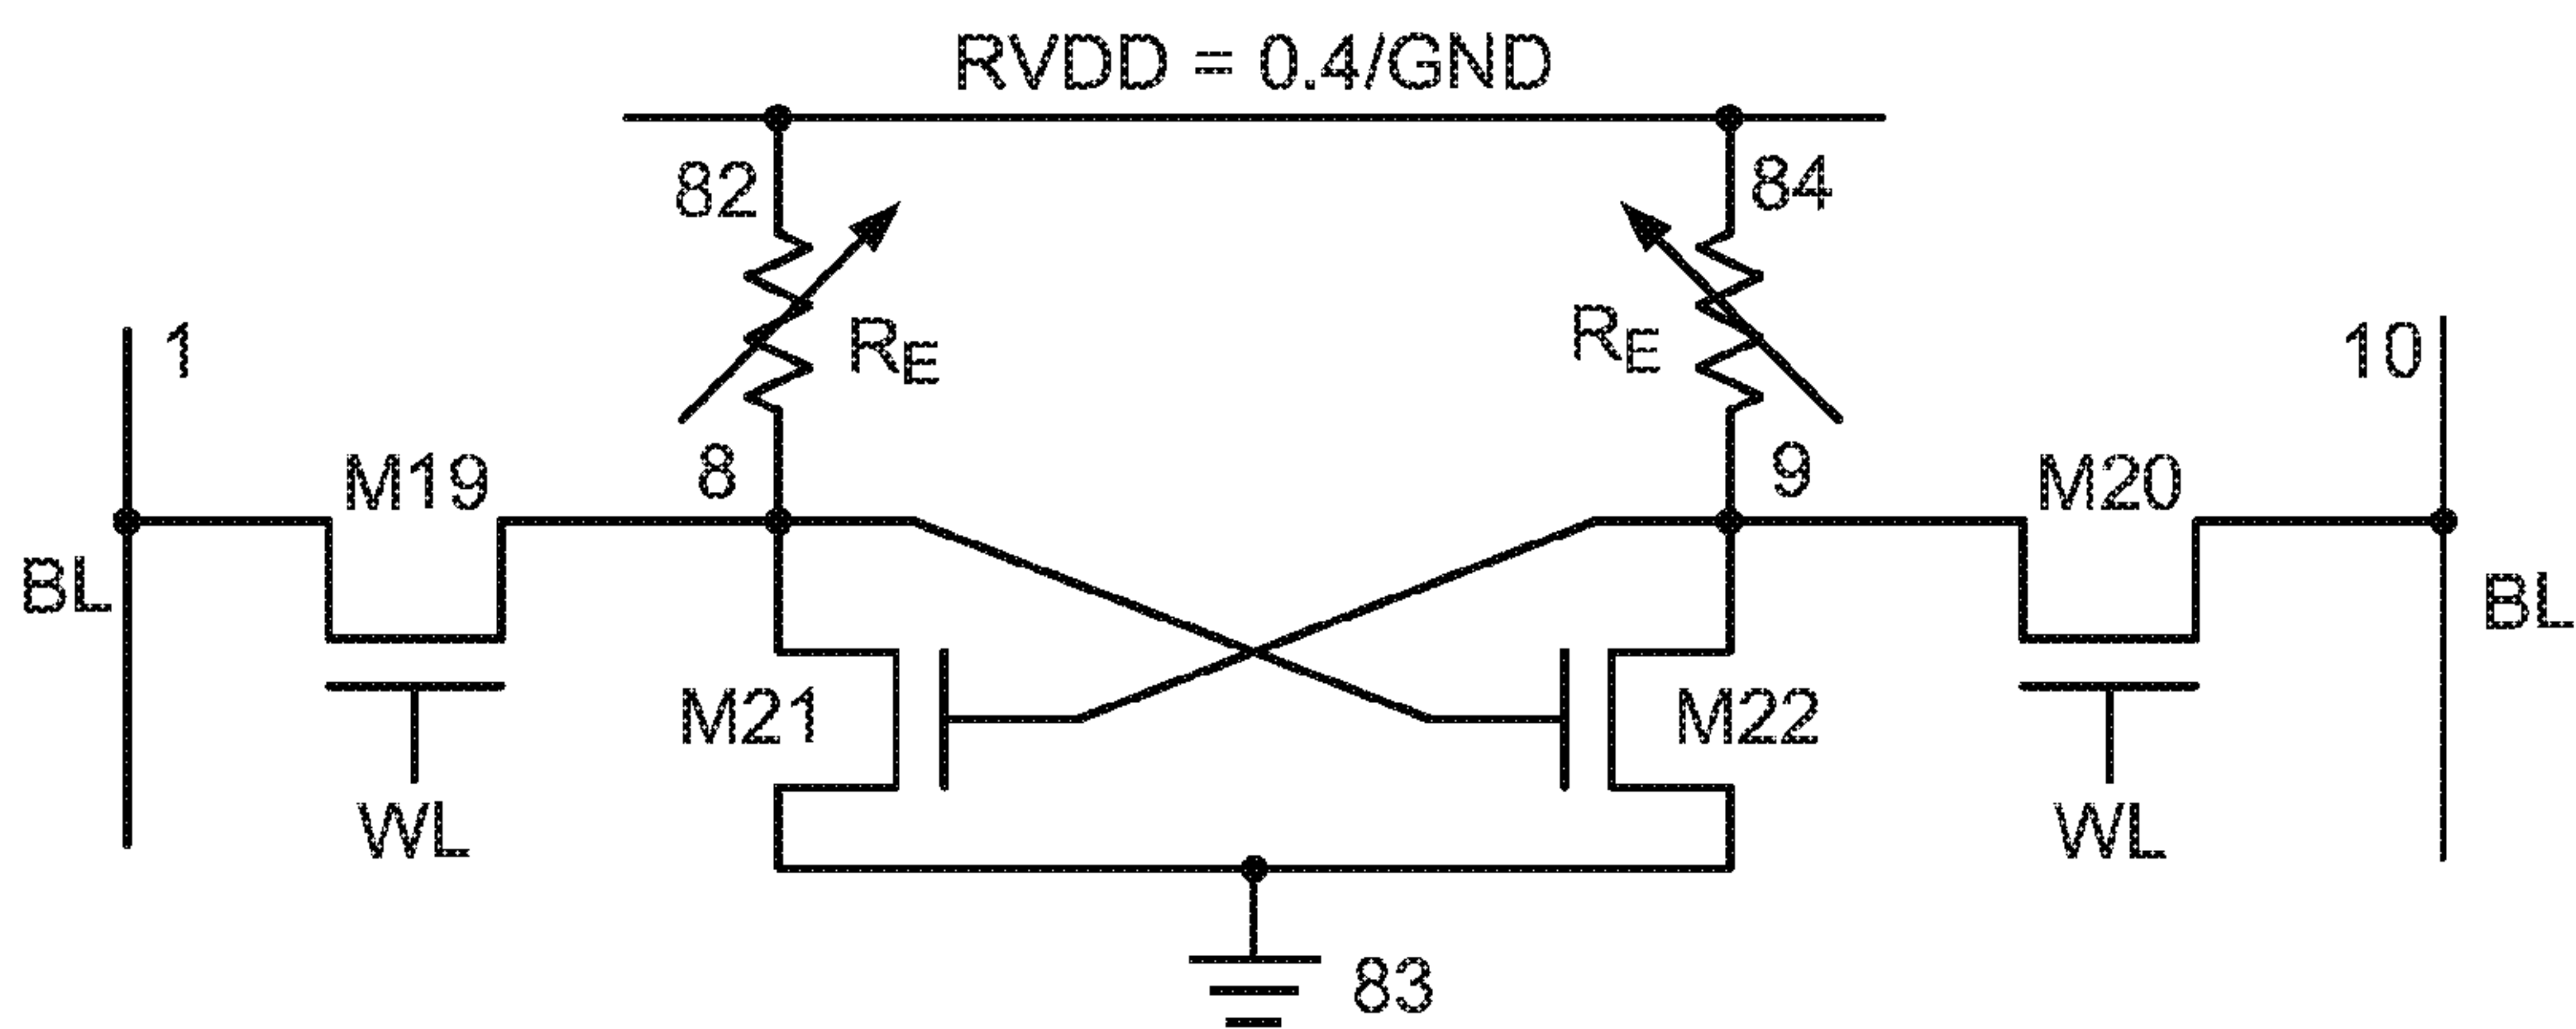 RVDD = 0.4/GND
82
84
1
RE
RE
10
M19
8
9
M20
BL
BL
M21
M22
WL
WL
83